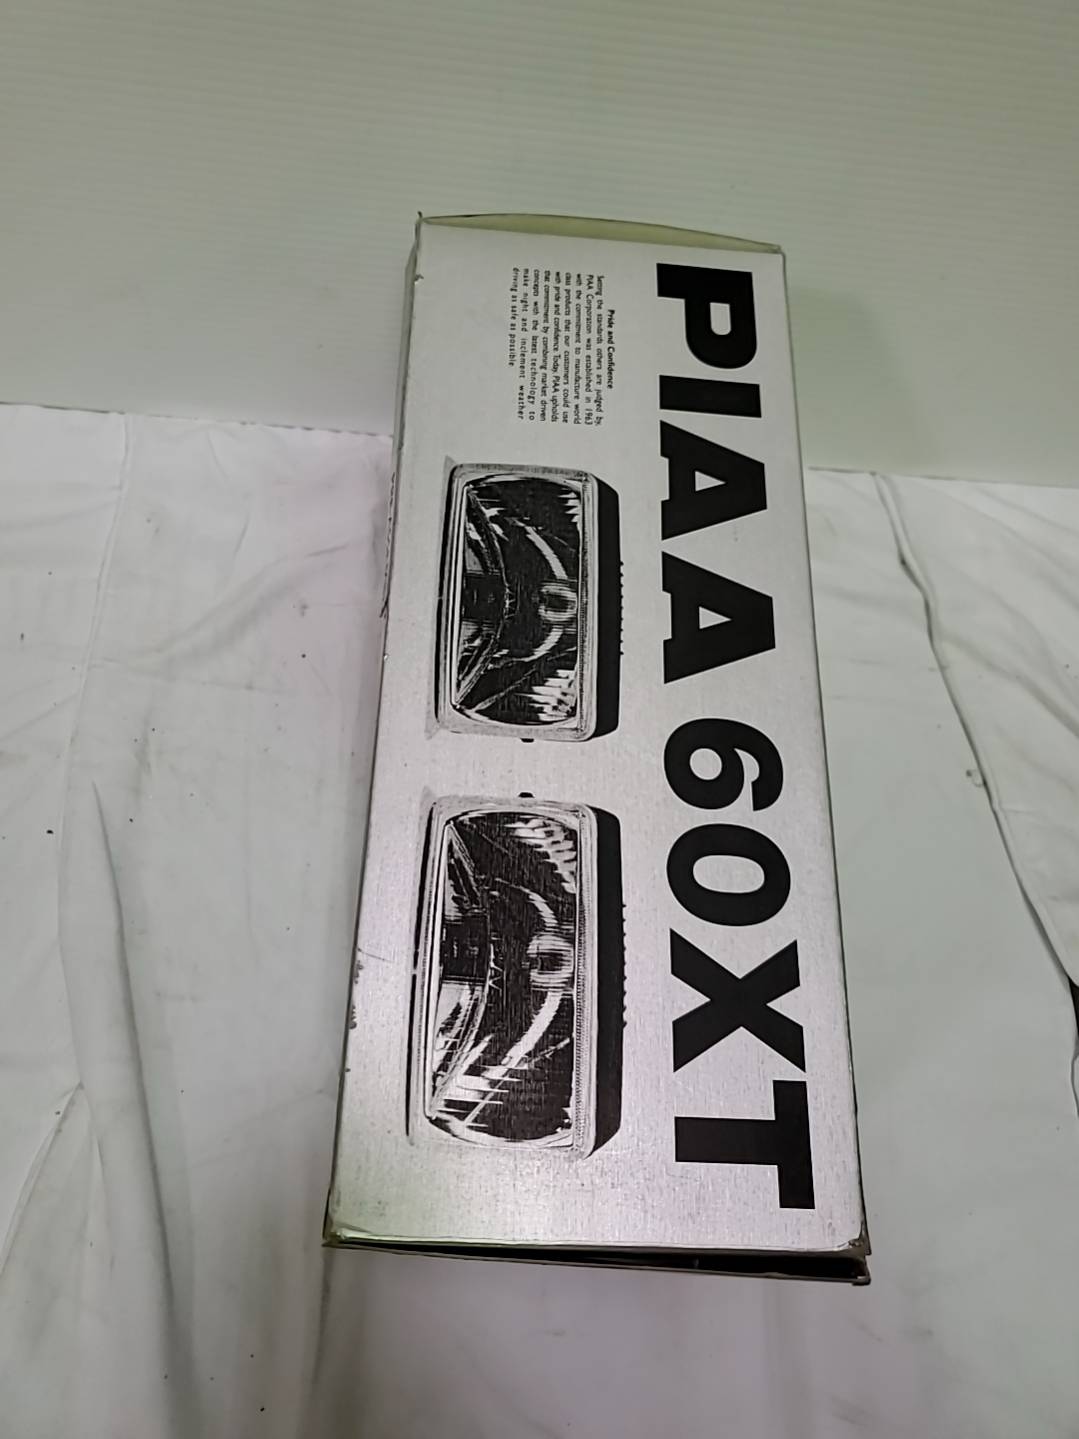 PIAA 60XT
Pride and Confidence
Setting the standards others are judged by,
PIAA Corporation was established in 1963
with the commitment to manufacture world
class products that our customers could use
with pride and confidence. Today, PIAA upholds
that commitment by combining market driven
concepts with the latest technology to
make night and inclement weather
driving as safe as possible.